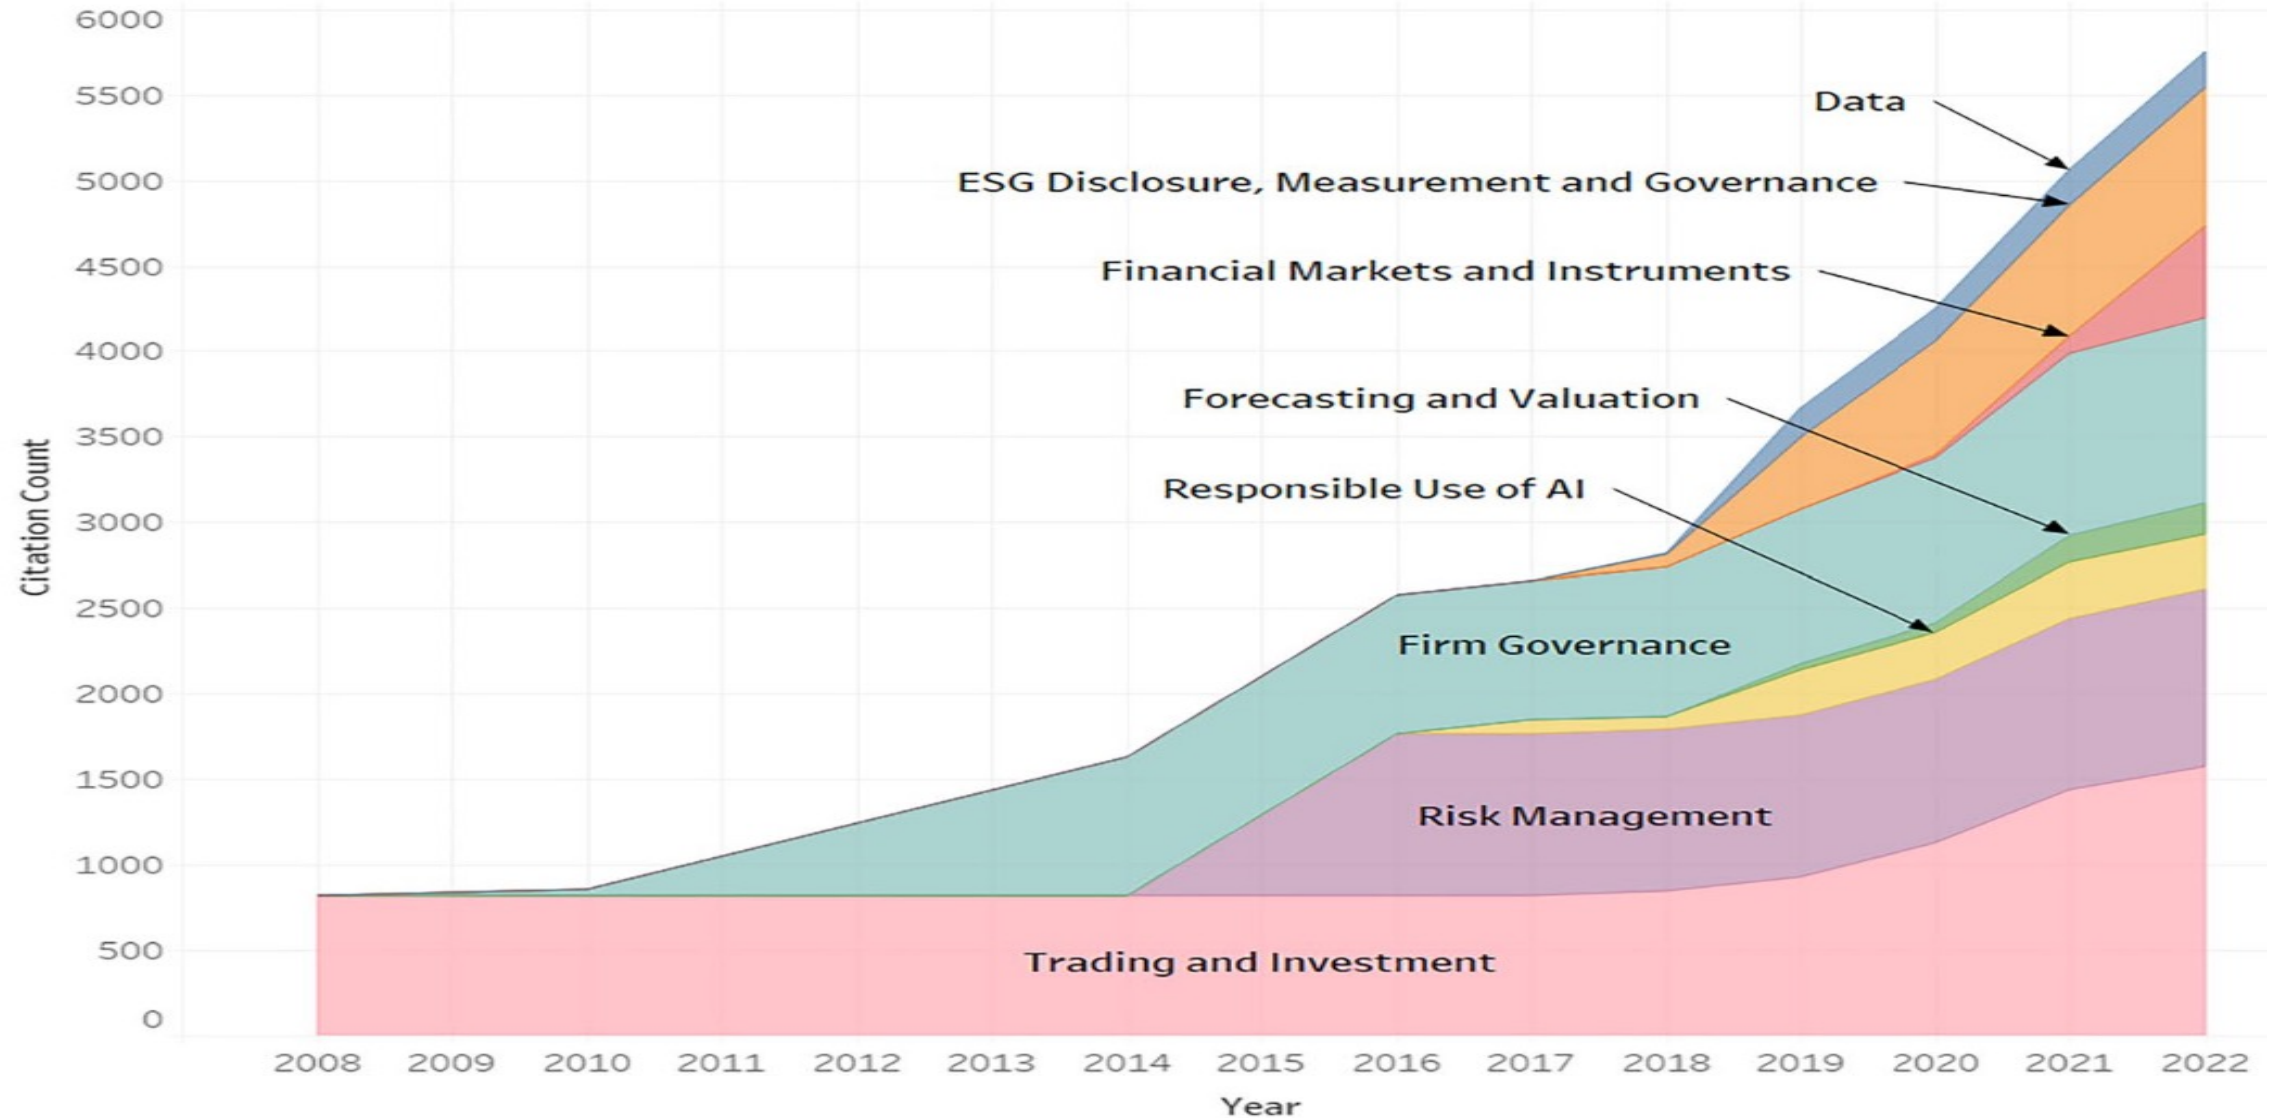 6000
5500
Data
5000
ESG Disclosure, Measurement and Governance
4500
Financial Markets and Instruments
4000
Forecasting and Valuation
3500
Responsible Use of AI
3000
Citation Count
2500
Firm Governance
2000
1500
Risk Management
1000
500
Trading and Investment
0
2008 2009 2010 2011 2012 2013 2014 2015 2016 2017 2018 2019 2020 2021 2022
Year